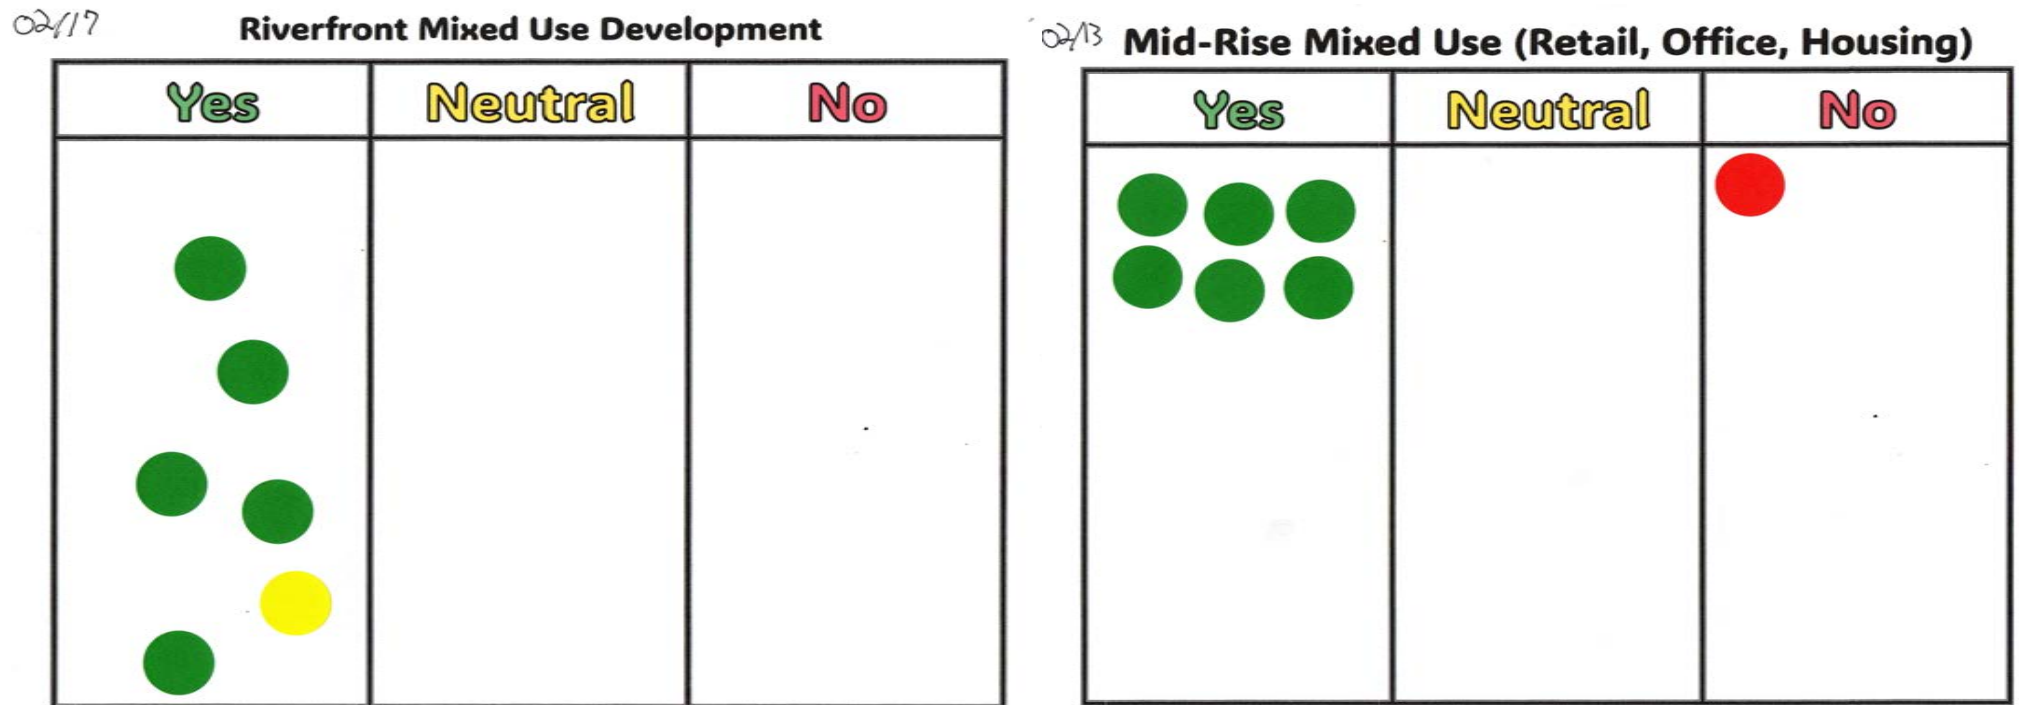 02/17
Riverfront Mixed Use Development
Yes
Neutral
No
02/13
Mid-Rise Mixed Use (Retail, Office, Housing)
Yes
Neutral
No